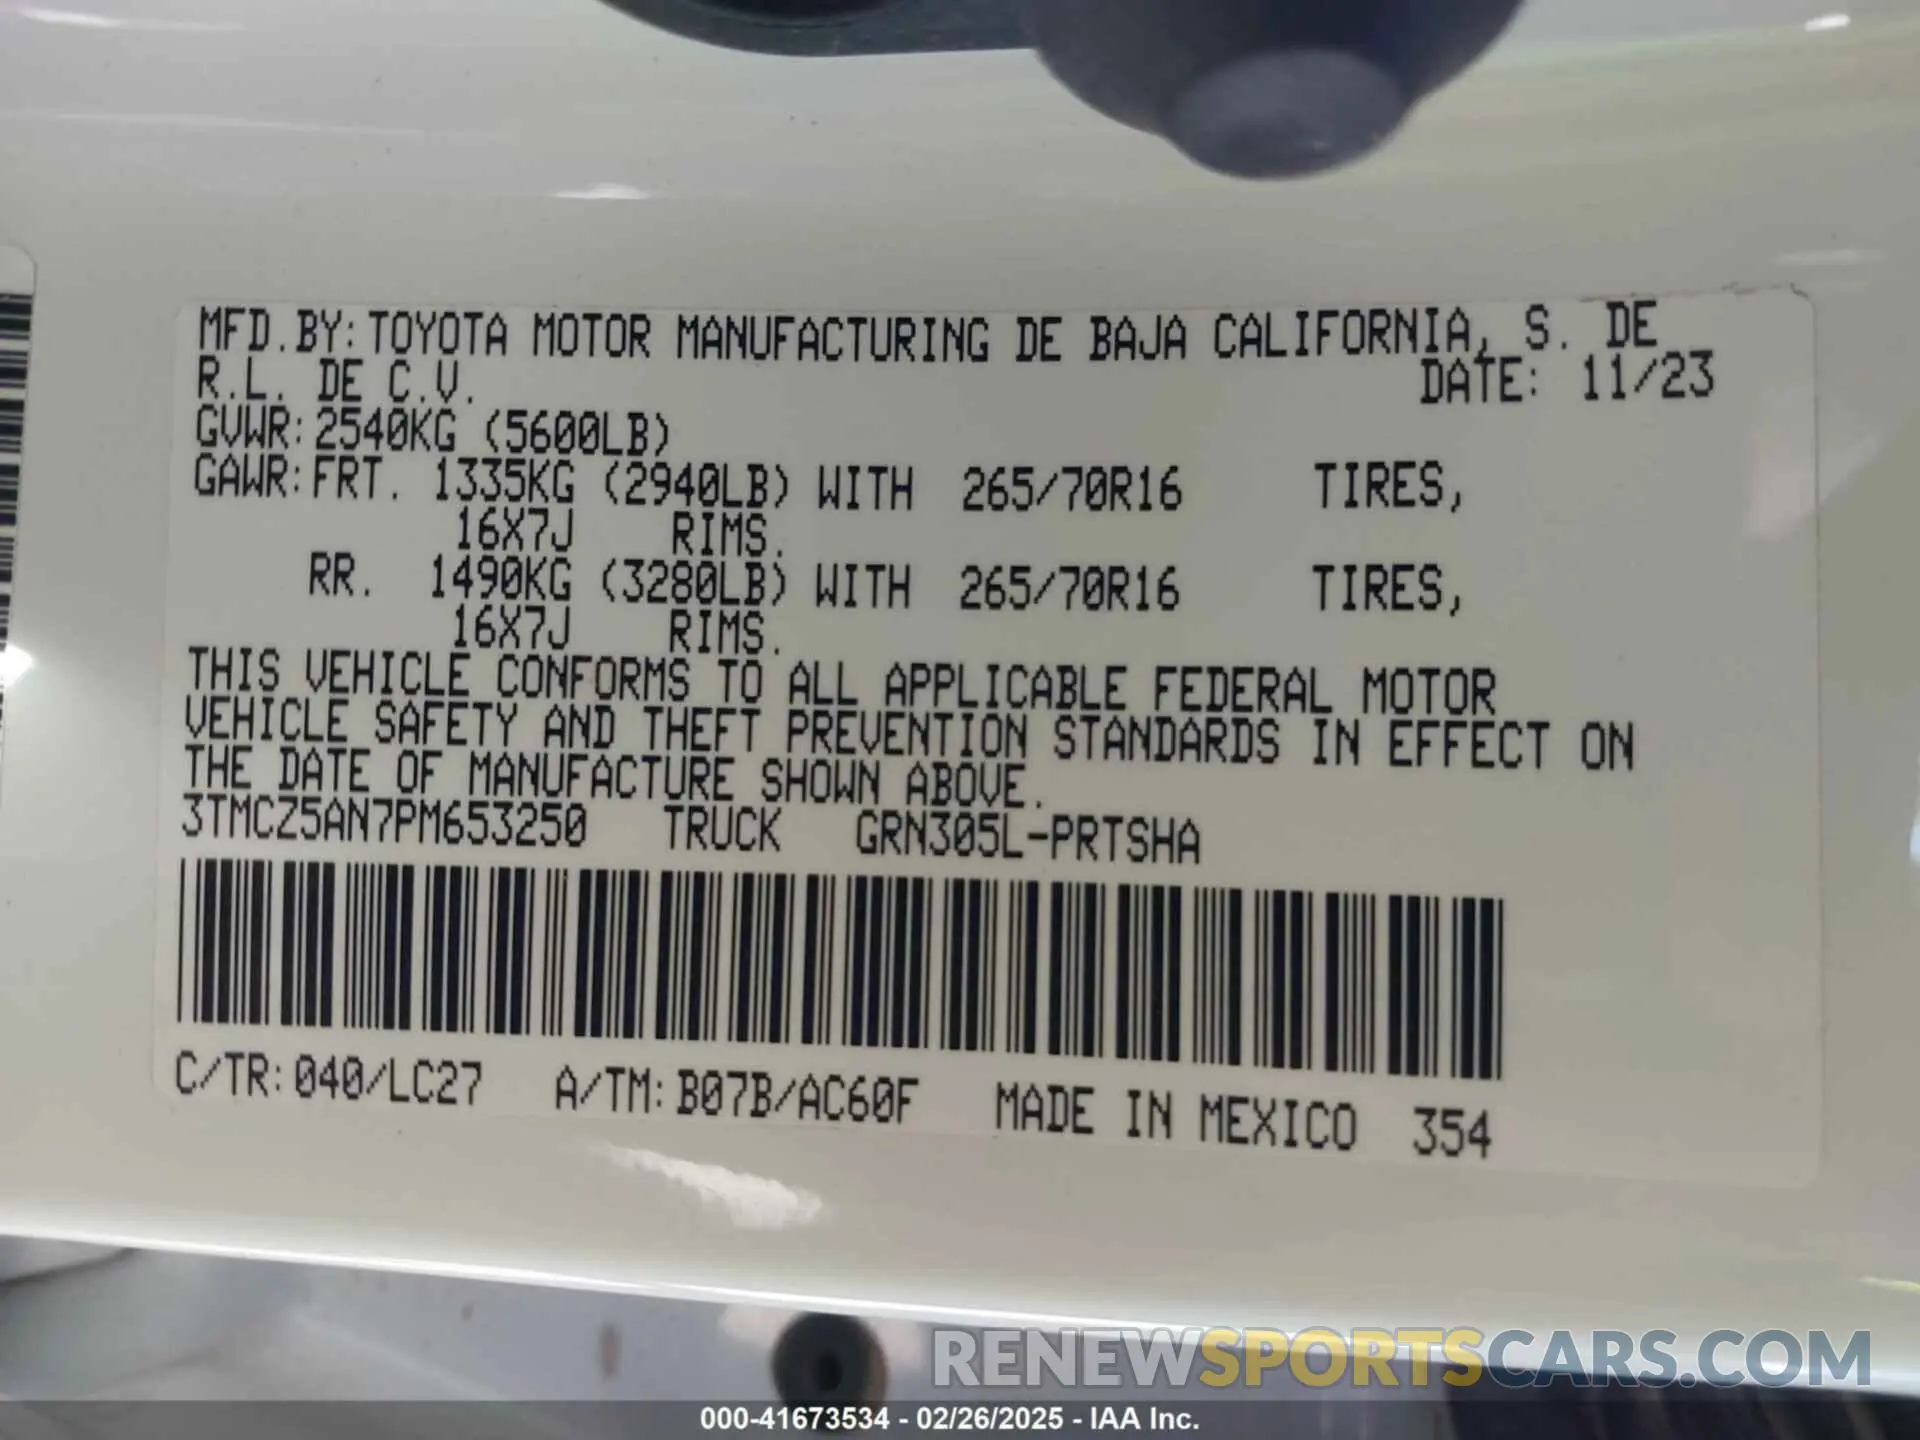 MFD.BY:TOYOTA MOTOR MANUFACTURING DE BAJA CALIFORNIA, S. DE
R.L. DE C.V. DATE: 11/23
GVWR:2540KG (5600LB)
GAWR:FRT. 1335KG (2940LB) WITH 265/70R16 TIRES,
16X7J RIMS.
RR. 1490KG (3280LB) WITH 265/70R16 TIRES,
16X7J RIMS.
THIS VEHICLE CONFORMS TO ALL APPLICABLE FEDERAL MOTOR
VEHICLE SAFETY AND THEFT PREVENTION STANDARDS IN EFFECT ON
THE DATE OF MANUFACTURE SHOWN ABOVE.
3TMCZ5AN7PM653250 TRUCK GRN305L-PRTSHA
C/TR:040/LC27 A/TM:B07B/AC60F MADE IN MEXICO 354
RENEWSPORTSCARS.COM
000-41673534 - 02/26/2025 - IAA Inc.